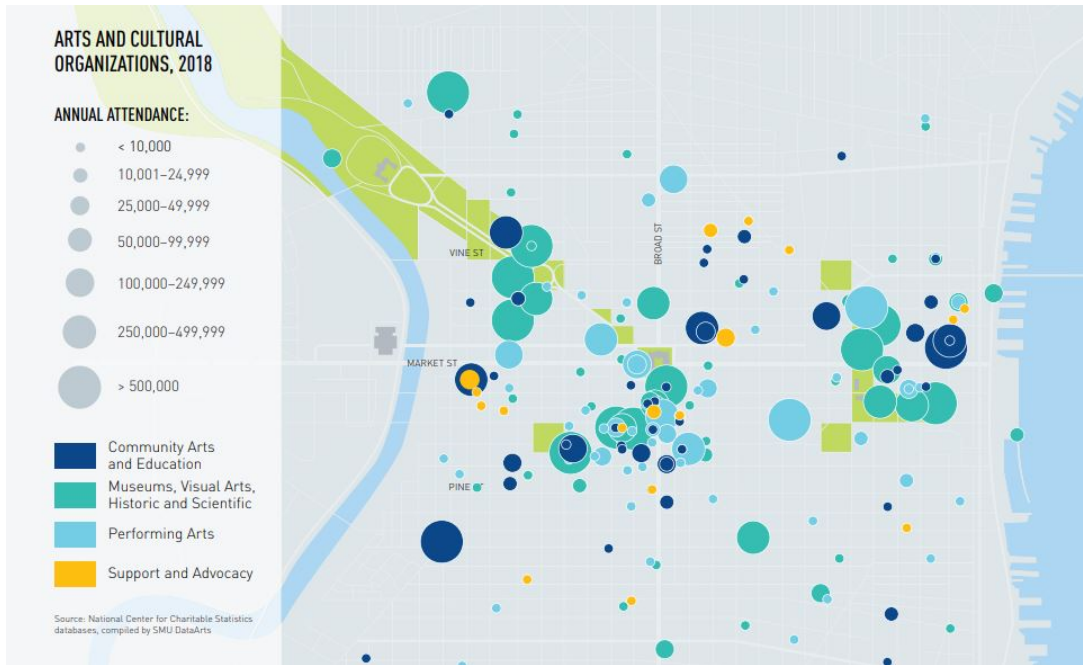 ARTS AND CULTURAL
ORGANIZATIONS, 2018
ANNUAL ATTENDANCE:
< 10,000
10,001–24,999
25,000–49,999
50,000–99,999
100,000–249,999
250,000–499,999
> 500,000
Community Arts
and Education
Museums, Visual Arts,
Historic and Scientific
Performing Arts
Support and Advocacy
Source: National Center for Charitable Statistics
databases, compiled by SMU DataArts
VINE ST
BROAD ST
MARKET ST
PINE ST